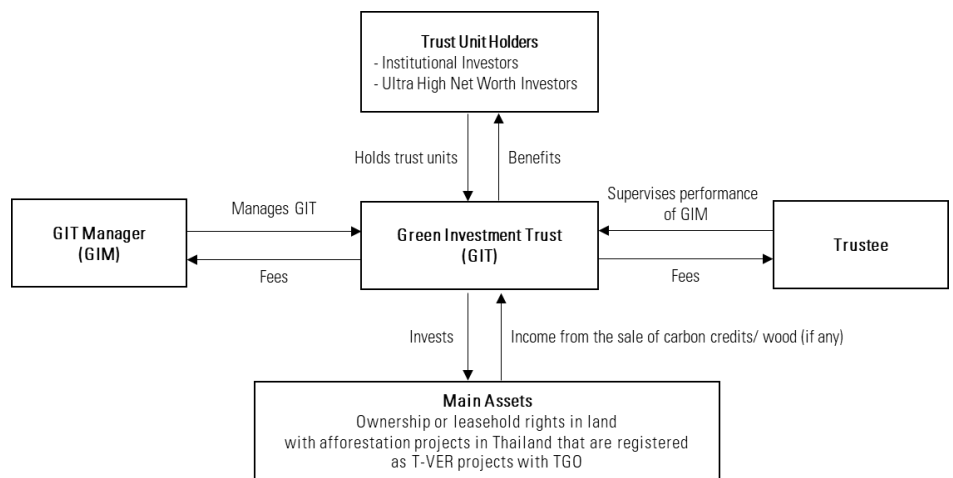 Trust Unit Holders
- Institutional Investors
- Ultra High Net Worth Investors
Holds trust units
Benefits
Manages GIT
Supervises performance
of GIM
GIT Manager
(GIM)
Green Investment Trust
(GIT)
Trustee
Fees
Fees
Invests
Income from the sale of carbon credits/ wood (if any)
Main Assets
Ownership or leasehold rights in land
with afforestation projects in Thailand that are registered
as T-VER projects with TGO